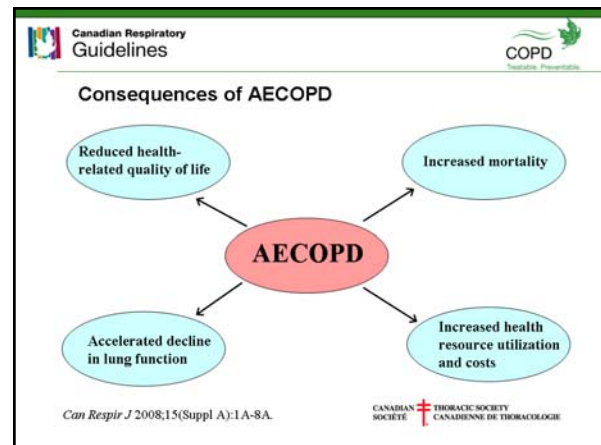 Canadian Respiratory
Guidelines
COPD
Treatable. Preventable.
Consequences of AECOPD
Reduced health-
related quality of life
Increased mortality
AECOPD
Accelerated decline
in lung function
Increased health
resource utilization
and costs
Can Respir J 2008;15(Suppl A):1A-8A.
CANADIAN THORACIC SOCIETY
SOCIÉTÉ CANADIENNE DE THORACOLOGIE